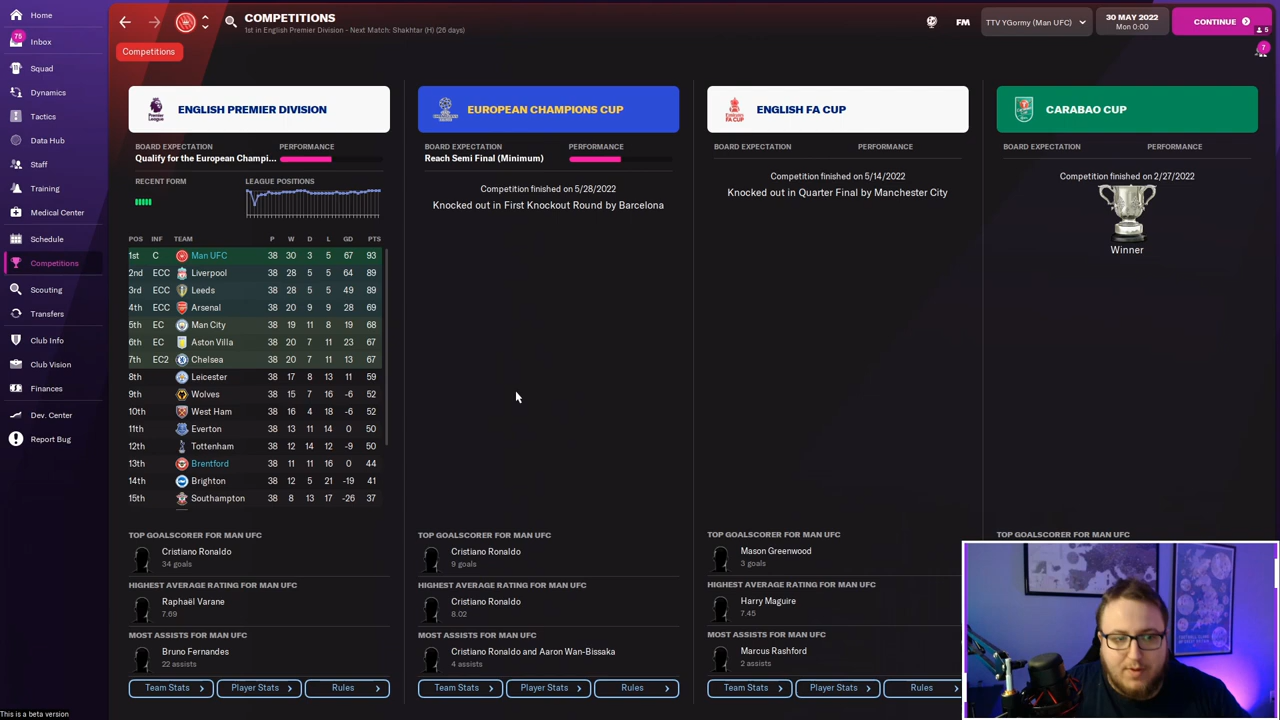 Home
COMPETITIONS
1st in English Premier Division - Next Match: Shakhtar (H) (26 days)
FM
TTV YGormy (Man UFC)
30 MAY 2022
Mon 0:00
CONTINUE
5
75
Inbox
Competitions
7
Squad
Dynamics
Tactics
Data Hub
Staff
Training
Medical Center
Schedule
Competitions
Scouting
Transfers
Club Info
Club Vision
Finances
Dev. Center
Report Bug
This is a beta version
Premier League
ENGLISH PREMIER DIVISION
BOARD EXPECTATION PERFORMANCE
Qualify for the European Champi...
RECENT FORM LEAGUE POSITIONS
POS INF TEAM P W D L GD PTS
1st C Man UFC 38 30 3 5 67 93
2nd ECC Liverpool 38 28 5 5 64 89
3rd ECC Leeds 38 28 5 5 49 89
4th ECC Arsenal 38 20 9 9 28 69
5th EC Man City 38 19 11 8 19 68
6th EC Aston Villa 38 20 7 11 23 67
7th EC2 Chelsea 38 20 7 11 13 67
8th Leicester 38 17 8 13 11 59
9th Wolves 38 15 7 16 -6 52
10th West Ham 38 16 4 18 -6 52
11th Everton 38 13 11 14 0 50
12th Tottenham 38 12 14 12 -9 50
13th Brentford 38 11 11 16 0 44
14th Brighton 38 12 5 21 -19 41
15th Southampton 38 8 13 17 -26 37
TOP GOALSCORER FOR MAN UFC
Cristiano Ronaldo
34 goals
HIGHEST AVERAGE RATING FOR MAN UFC
Raphaël Varane
7.69
MOST ASSISTS FOR MAN UFC
Bruno Fernandes
22 assists
Team Stats
Player Stats
Rules
EUROPEAN CHAMPIONS CUP
BOARD EXPECTATION PERFORMANCE
Reach Semi Final (Minimum)
Competition finished on 5/28/2022
Knocked out in First Knockout Round by Barcelona
TOP GOALSCORER FOR MAN UFC
Cristiano Ronaldo
9 goals
HIGHEST AVERAGE RATING FOR MAN UFC
Cristiano Ronaldo
8.02
MOST ASSISTS FOR MAN UFC
Cristiano Ronaldo and Aaron Wan-Bissaka
4 assists
Team Stats
Player Stats
Rules
ENGLISH FA CUP
BOARD EXPECTATION PERFORMANCE
Competition finished on 5/14/2022
Knocked out in Quarter Final by Manchester City
TOP GOALSCORER FOR MAN UFC
Mason Greenwood
3 goals
HIGHEST AVERAGE RATING FOR MAN UFC
Harry Maguire
7.45
MOST ASSISTS FOR MAN UFC
Marcus Rashford
2 assists
Team Stats
Player Stats
Rules
CARABAO CUP
BOARD EXPECTATION PERFORMANCE
Competition finished on 2/27/2022
Winner
TOP GOALSCORER FOR MAN UFC